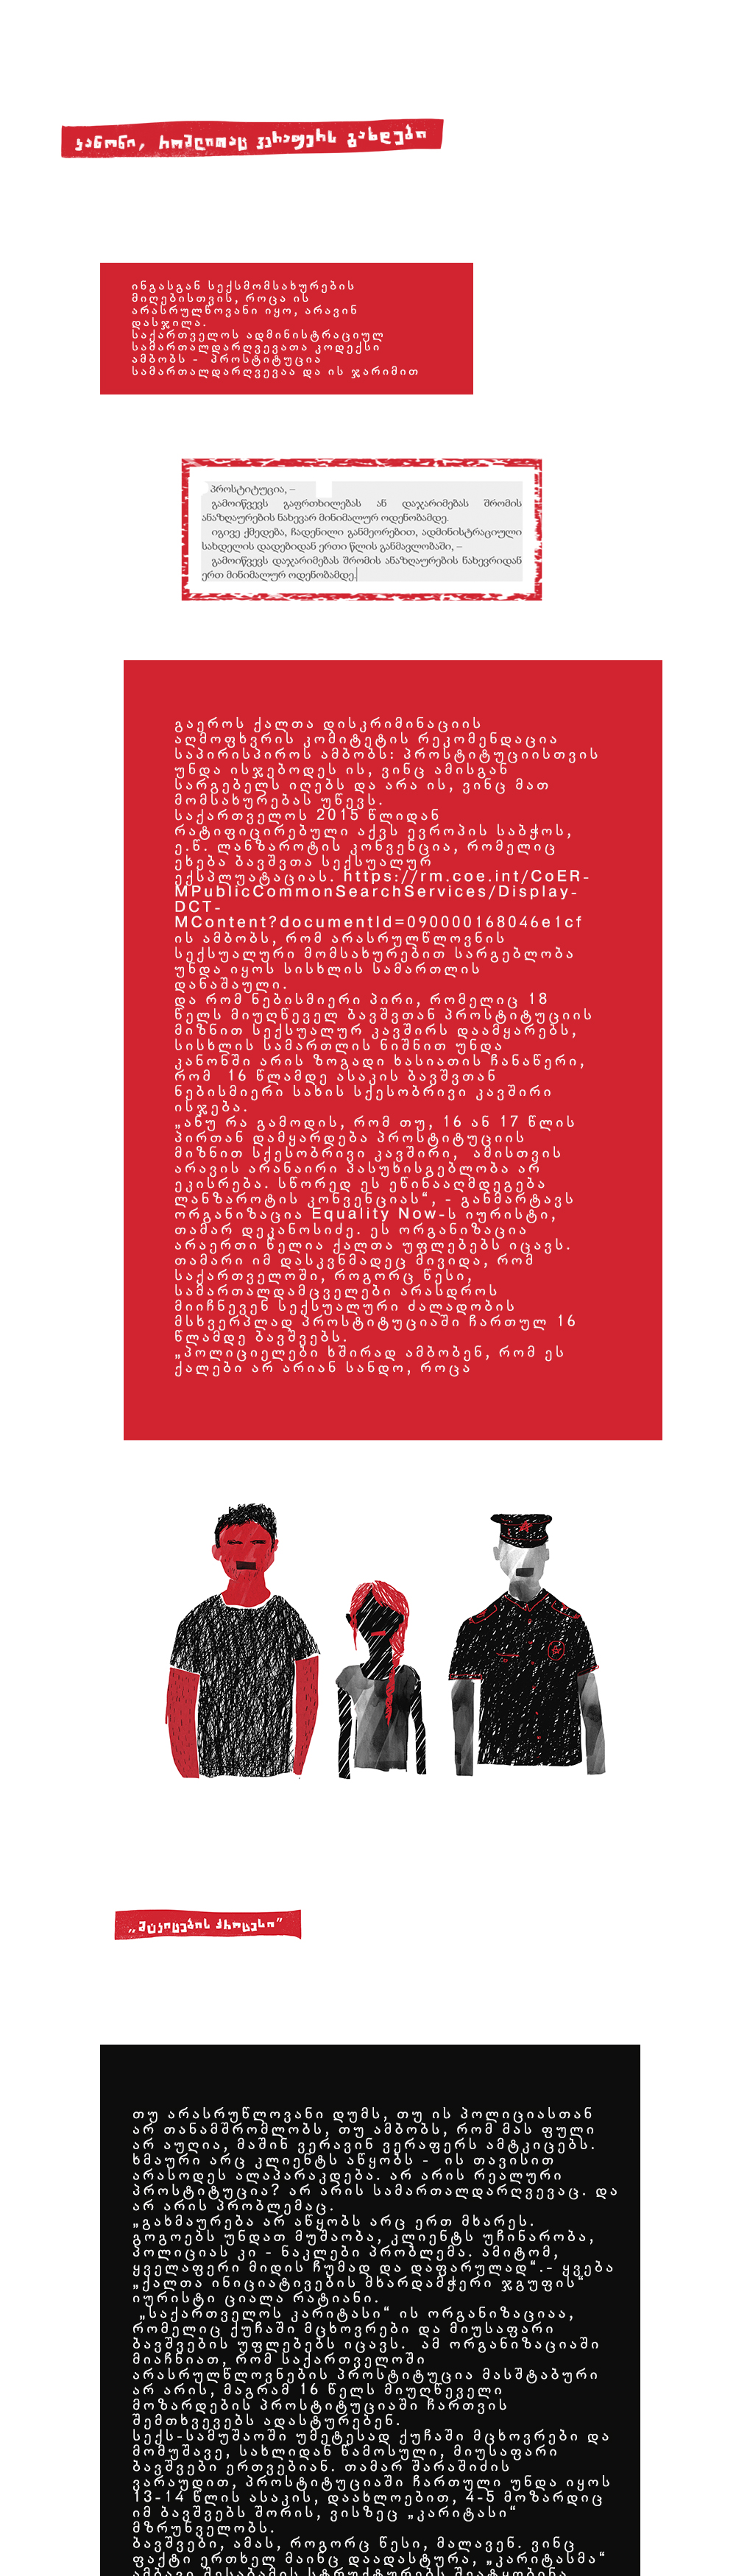 კანონი, რომლითაც ვერაფერს გახდები
ინგასგან სექსმომსახურების
მიღებისთვის, როცა ის
არასრულწოვანი იყო, არავინ
დასჯილა.
საქართველოს ადმინისტრაციულ
სამართალდარღვევათა კოდექსი
ამბობს - პროსტიტუცია
სამართალდარღვევაა და ის ჯარიმით
პროსტიტუცია, –
გამოიწვევს გაფრთხილებას ან დაჯარიმებას შრომის
ანაზღაურების ნახევარ მინიმალურ ოდენობამდე.
იგივე ქმედება, ჩადენილი განმეორებით, ადმინისტრაციული
სახდელის დადებიდან ერთი წლის განმავლობაში, –
გამოიწვევს დაჯარიმებას შრომის ანაზღაურების ნახევრიდან
ერთ მინიმალურ ოდენობამდე.
გაეროს ქალთა დისკრიმინაციის
აღმოფხვრის კომიტეტის რეკომენდაცია
საპირისპიროს ამბობს: პროსტიტუციისთვის
უნდა ისჯებოდეს ის, ვინც ამისგან
სარგებელს იღებს და არა ის, ვინც მათ
მომსახურებას უწევს.
საქართველოს 2015 წლიდან
რატიფიცირებული აქვს ევროპის საბჭოს,
ე.წ. ლანზაროტის კონვენცია, რომელიც
ეხება ბავშვთა სექსუალურ
ექსპლუატაციას. https://rm.coe.int/CoER-
MPublicCommonSearchServices/Display-
DCT-
MContent?documentId=090000168046e1cf
ის ამბობს, რომ არასრულწლოვნის
სექსუალური მომსახურებით სარგებლობა
უნდა იყოს სისხლის სამართლის
დანაშაული.
და რომ ნებისმიერი პირი, რომელიც 18
წელს მიუღწეველ ბავშვთან პროსტიტუციის
მიზნით სექსუალურ კავშირს დაამყარებს,
სისხლის სამართლის წიმნით უნდა
კანონში არის ზოგადი ხასიათის ჩანაწერი,
რომ 16 წლამდე ასაკის ბავშვთან
ნებისმიერი სახის სქესობრივი კავშირი
ისჯება.
„ანუ რა გამოდის, რომ თუ, 16 ან 17 წლის
პირთან დამყარდება პროსტიტუციის
მიზნით სქესობრივი კავშირი, ამისთვის
არავის არანაირი პასუხისგებლობა არ
ეკისრება. სწორედ ეს ეწინააღმდეგება
ლანზაროტის კონვენციას“, - განმარტავს
ორგანიზაცია Equality Now-ს იურისტი,
თამარ დეკანოსიძე. ეს ორგანიზაცია
არაერთი წელია ქალთა უფლებებს იცავს.
თამარი იმ დასკვნმადეც მივიდა, რომ
საქართველოში, როგორც წესი,
სამართალდამცველები არასდროს
მიიჩნევენ სექსუალური ძალადობის
მსხვერპლად პროსტიტუციაში ჩართულ 16
წლამდე ბავშვებს.
„პოლიციელები ხშირად ამბობენ, რომ ეს
ქალები არ არიან სანდო, როცა
„მტკიცების პროცესი“
თუ არასრუწლოვანი დუმს, თუ ის პოლიციასთან
არ თანამშრომლობს, თუ ამბობს, რომ მას ფული
არ აუღია, მაშინ ვერავინ ვერაფერს ამტკიცებს.
ხმაური არც კლიენტს აწყობს - ის თავისით
არასოდეს ალაპარაკდება. არ არის რეალური
პროსტიტუცია? არ არის სამართალდარღვევაც. და
არ არის პრობლემაც.
„გახმაურება არ აწყობს არც ერთ მხარეს.
გოგოებს უნდათ მუშაობა, კლიენტს უჩინარობა,
პოლიციას კი - ნაკლები პრობლემა. ამიტომ,
ყველაფერი მიდის ჩუმად და დაფარულად“.- ყვება
„ქალთა ინიციატივების მხარდამჭერი ჯგუფის“
იურისტი ციალა რატიანი.
„საქართველოს კარიტასი“ ის ორგანიზაციაა,
რომელიც ქუჩაში მცხოვრები და მიუსაფარი
ბავშვების უფლებებს იცავს. ამ ორგანიზაციაში
მიაჩნიათ, რომ საქართველოში
არასრულწლოვნების პროსტიტუცია მასშტაბური
არ არის, მაგრამ 16 წელს მიუღწეველი
მოზარდების პროსტიტუციაში ჩართვის
შემთხვევებს ადასტურებენ.
სექს-სამუშაოში უმეტესად ქუჩაში მცხოვრები და
მომუშავე, სახლიდან წამოსული, მიუსაფარი
ბავშვები ერთვებიან. თამარ შარაშიძის
ვარაუდით, პროსტიტუციაში ჩართული უნდა იყოს
13-14 წლის ასაკის, დაახლოებით, 4-5 მოზარდიც
იმ ბავშვებს შორის, ვისზეც „კარიტასი“
მზრუნველობს.
ბავშვები, ამას, როგორც წესი, მალავენ. ვინც
ფაქტი ერთხელ მაინც დაადასტურა, „კარიტასმა“